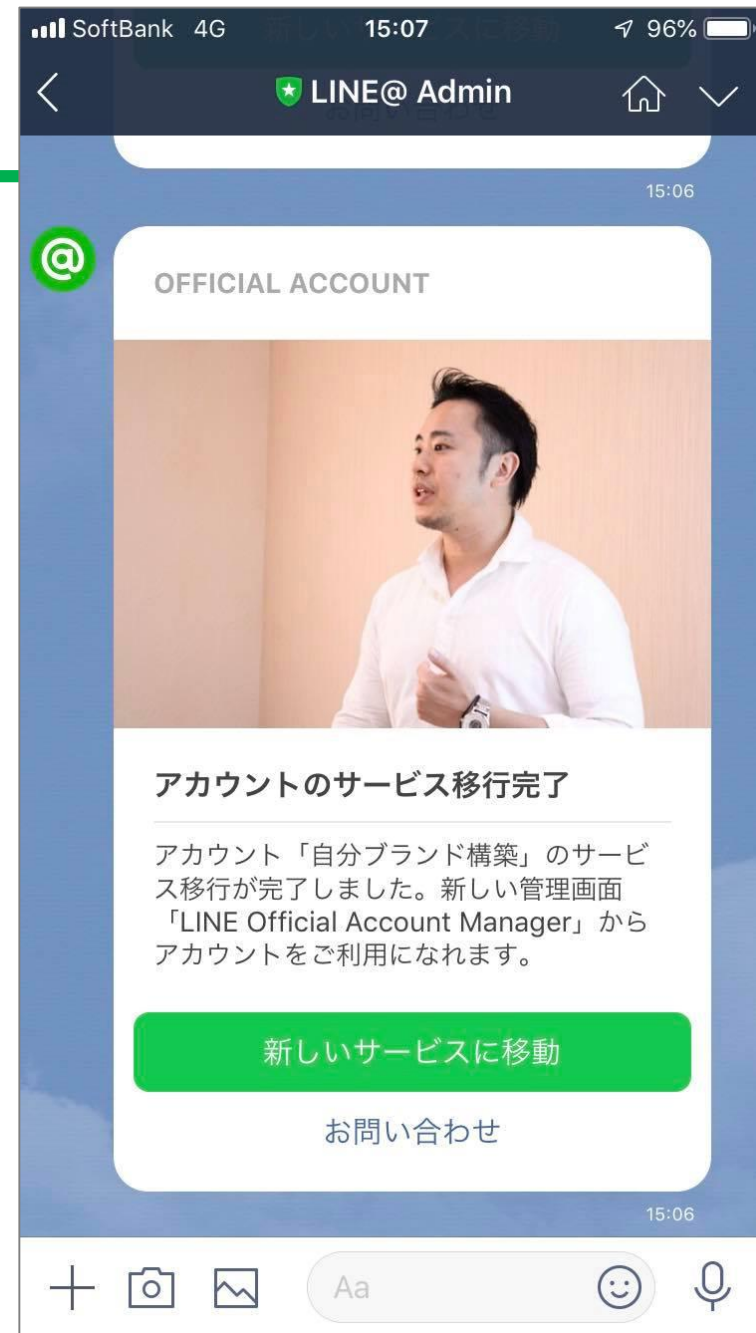 SoftBank 4G 15:07 96%
LINE@ Admin
15:06
@
OFFICIAL ACCOUNT
アカウントのサービス移行完了
アカウント「自分ブランド構築」のサービ
ス移行が完了しました。新しい管理画面
「LINE Official Account Manager」から
アカウントをご利用になれます。
新しいサービスに移動
お問い合わせ
15:06
Aa